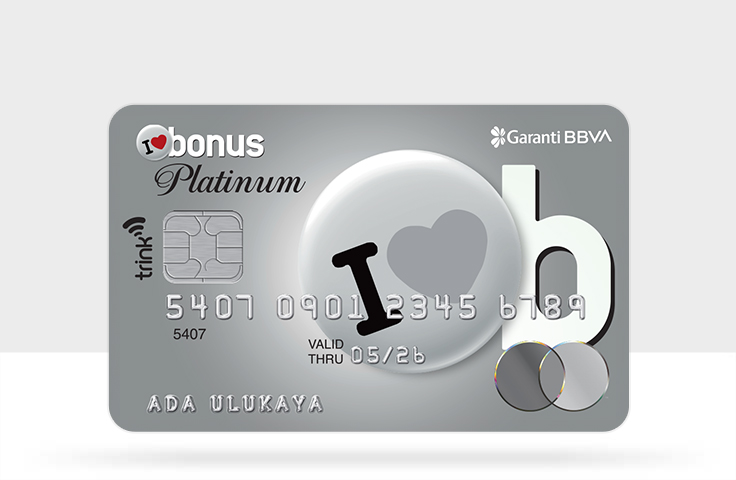 I bonus
Garanti BBVA
Platinum
trink
I
b
5407 0901 2345 6789
5407
VALID
THRU 05/26
ADA ULUKAYA